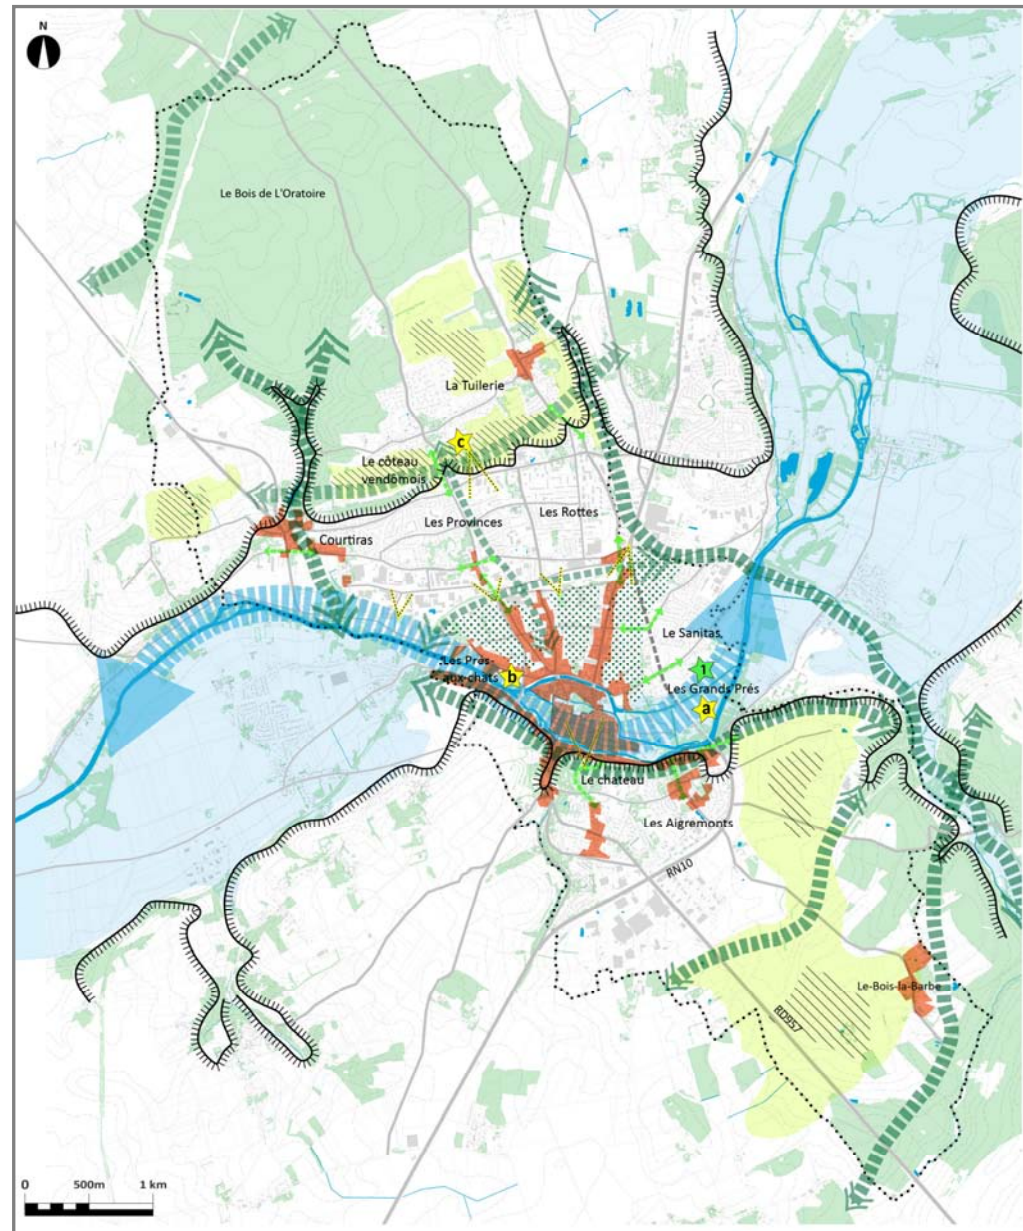 N
Le Bois de L'Oratoire
La Tuilerie
c
Le côteau
vendômois
Les Provinces
Les Rottes
Courtiras
Le Sanitas
1
Les Prés-
aux-chats
b
Les Grands Prés
a
Le chateau
Les Aigremonts
RN10
Le-Bois-la-Barbe
RD957
0 500m 1 km